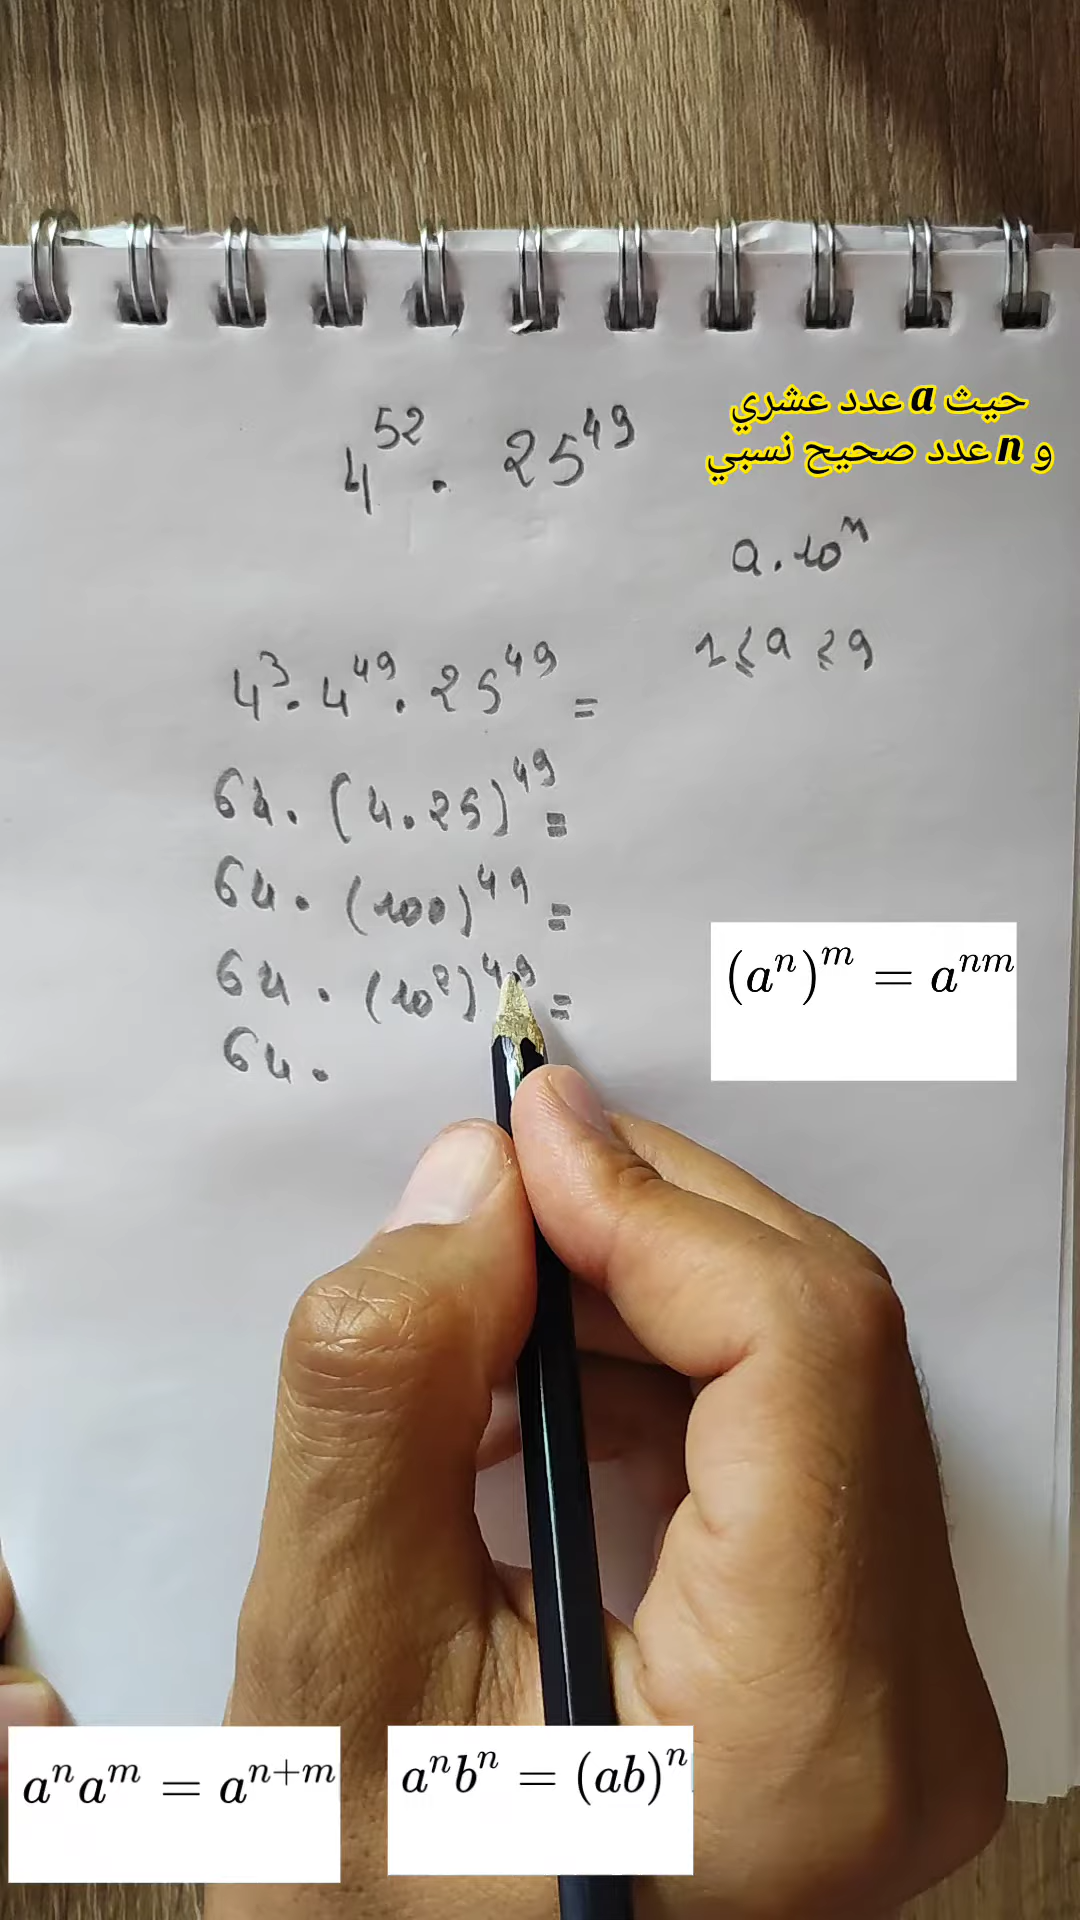 4^52 . 25^49
حيث a عدد عشري
و n عدد صحيح نسبي
a . 10^n
1 ⩽ a ⩽ 9
4^3 . 4^49 . 25^49 =
64 . (4 . 25)^49 =
64 . (100)^49 =
64 . (10^2)^49 =
64 .
(a^n)^m = a^nm
a^n a^m = a^n+m
a^n b^n = (ab)^n